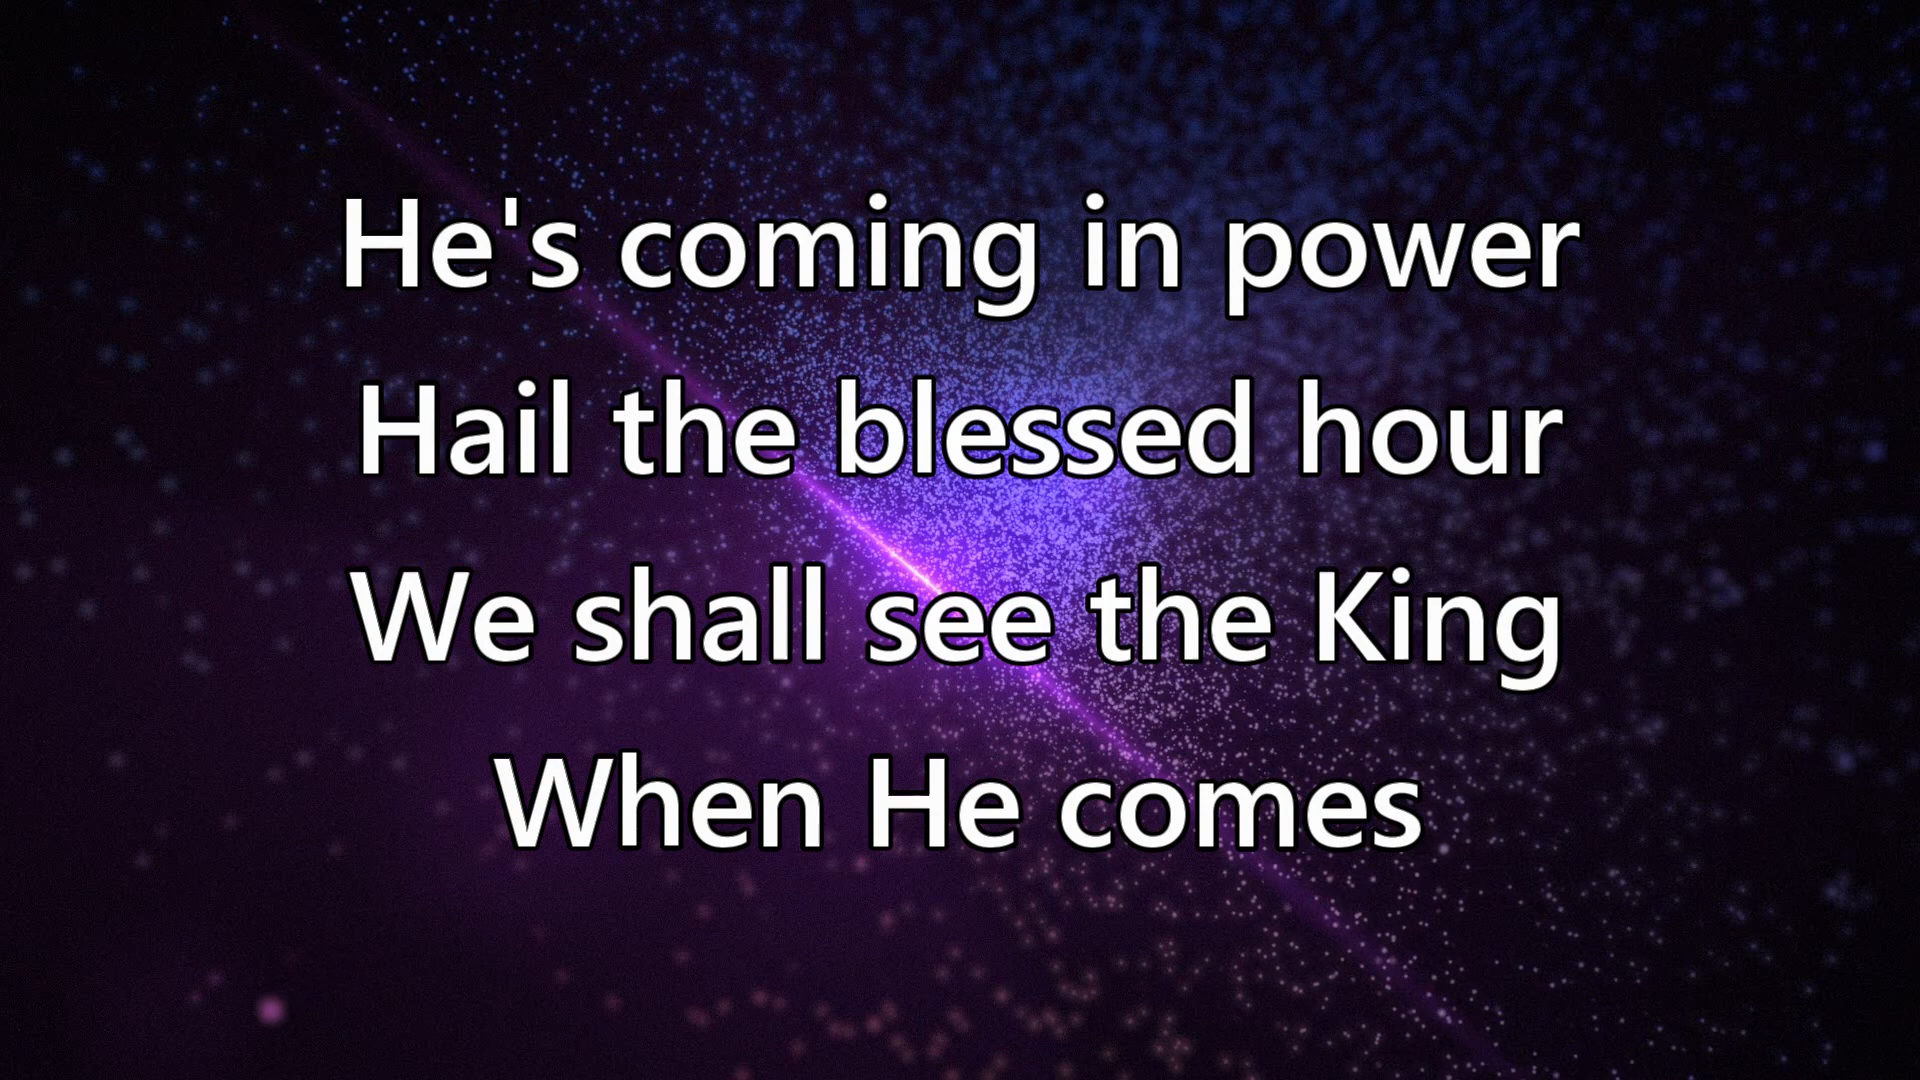 He's coming in power
Hail the blessed hour
We shall see the King
When He comes